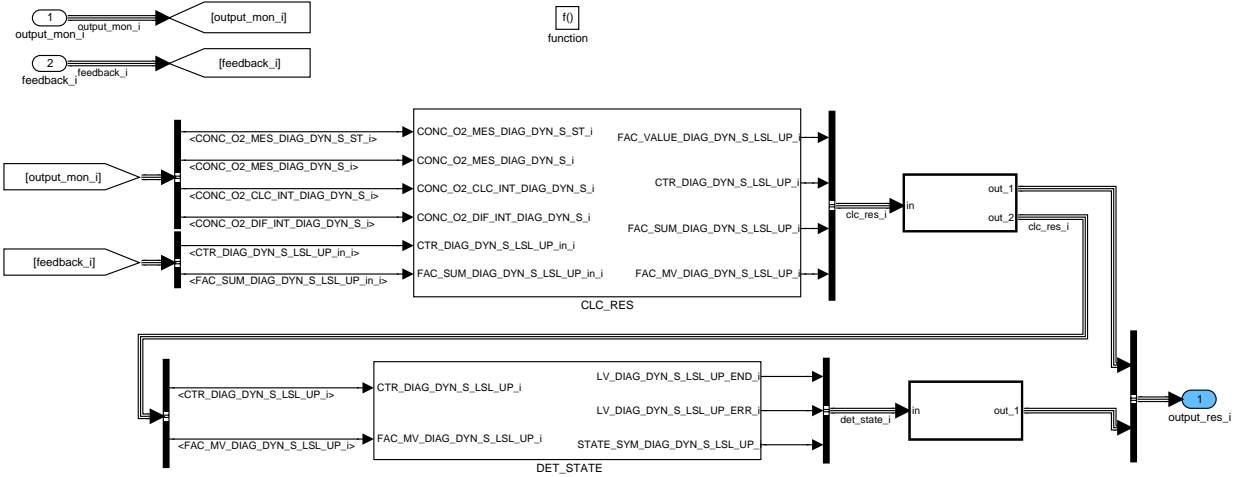 1
output_mon_i
output_mon_i
[output_mon_i]
f()
function
2
feedback_i
feedback_i
[feedback_i]
[output_mon_i]
<CONC_O2_MES_DIAG_DYN_S_ST_i>
<CONC_O2_MES_DIAG_DYN_S_i>
<CONC_O2_CLC_INT_DIAG_DYN_S_i>
<CONC_O2_DIF_INT_DIAG_DYN_S_i>
[feedback_i]
<CTR_DIAG_DYN_S_LSL_UP_in_i>
<FAC_SUM_DIAG_DYN_S_LSL_UP_in_i>
CONC_O2_MES_DIAG_DYN_S_ST_i
CONC_O2_MES_DIAG_DYN_S_i
CONC_O2_CLC_INT_DIAG_DYN_S_i
CONC_O2_DIF_INT_DIAG_DYN_S_i
CTR_DIAG_DYN_S_LSL_UP_in_i
FAC_SUM_DIAG_DYN_S_LSL_UP_in_i
FAC_VALUE_DIAG_DYN_S_LSL_UP_i
CTR_DIAG_DYN_S_LSL_UP_i
FAC_SUM_DIAG_DYN_S_LSL_UP_i
FAC_MV_DIAG_DYN_S_LSL_UP_i
CLC_RES
clc_res_i
in
out_1
out_2
clc_res_i
<CTR_DIAG_DYN_S_LSL_UP_i>
<FAC_MV_DIAG_DYN_S_LSL_UP_i>
CTR_DIAG_DYN_S_LSL_UP_i
FAC_MV_DIAG_DYN_S_LSL_UP_i
LV_DIAG_DYN_S_LSL_UP_END_i
LV_DIAG_DYN_S_LSL_UP_ERR_i
STATE_SYM_DIAG_DYN_S_LSL_UP_i
DET_STATE
det_state_i
in
out_1
1
output_res_i